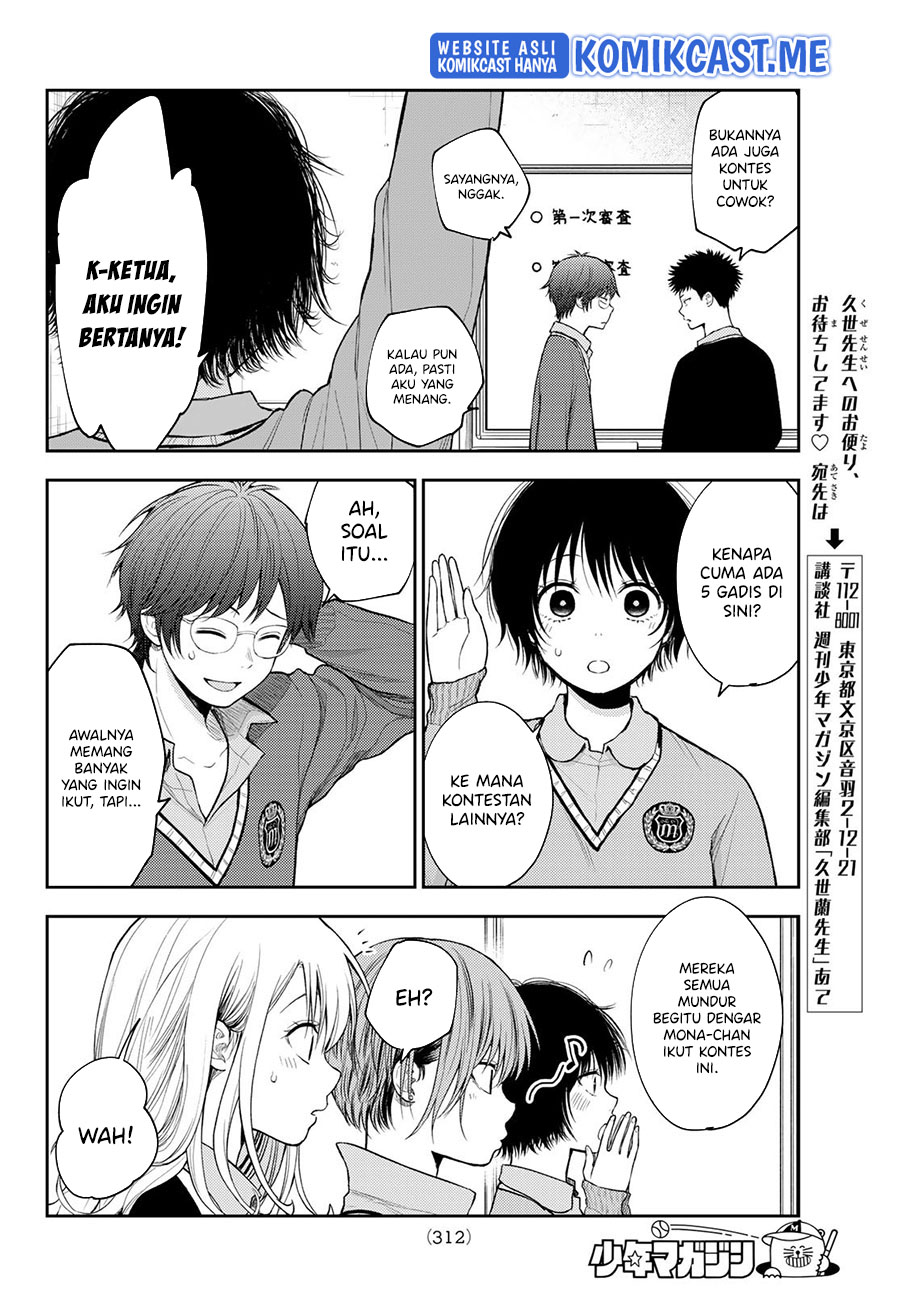 WEBSITE ASLI
KOMIKCAST HANYA
KOMIKCAST.ME
BUKANNYA
ADA JUGA
KONTES
UNTUK
COWOK?
SAYANGNYA,
NGGAK.
KALAU PUN
ADA, PASTI
AKU YANG
MENANG.
K-KETUA,
AKU INGIN
BERTANYA!
○ 第一次審査
○ 第 審査
KENAPA
CUMA ADA
5 GADIS DI
SINI?
KE MANA
KONTESTAN
LAINNYA?
AH,
SOAL
ITU...
AWALNYA
MEMANG
BANYAK
YANG INGIN
IKUT, TAPI...
MEREKA
SEMUA
MUNDUR
BEGITU DENGAR
MONA-CHAN
IKUT KONTES
INI.
EH?
WAH!
久世先生へのお便り、
お待ちしてます♡ 宛先は
〒112-8001 東京都文京区音羽2-12-21
講談社 週刊少年マガジン編集部「久世蘭先生」あて
(312)
少年マガジン